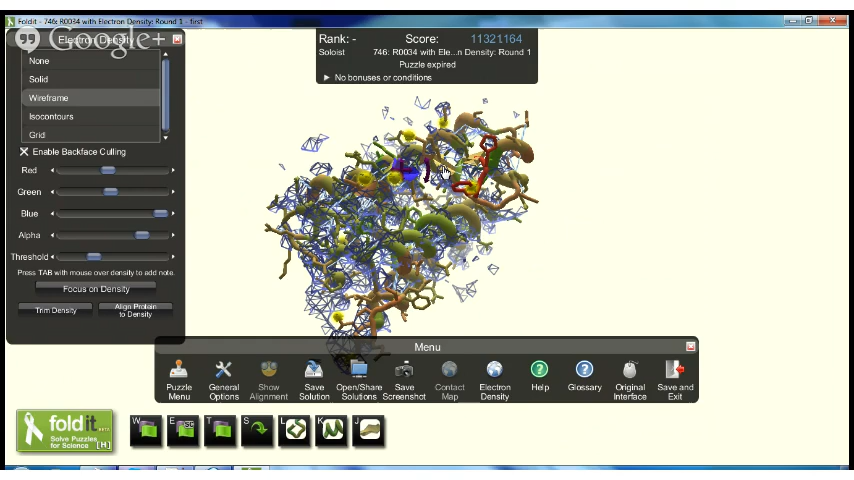 Foldit - 746: R0034 with Electron Density: Round 1 - first
Google+
Electron Density
None
Solid
Wireframe
Isocontours
Grid
Enable Backface Culling
Red
Green
Blue
Alpha
Threshold
Press TAB with mouse over density to add note.
Focus on Density
Trim Density
Align Protein
to Density
Rank: - Score: 11321.164
Soloist 746: R0034 with Ele...n Density: Round 1
Puzzle expired
No bonuses or conditions
Menu
Puzzle Menu
General Options
Show Alignment
Save Solution
Open/Share Solutions
Save Screenshot
Contact Map
Electron Density
Help
Glossary
Original Interface
Save and Exit
foldit BETA
Solve Puzzles
for Science [H]
W
E SC
T
S
L
K
J